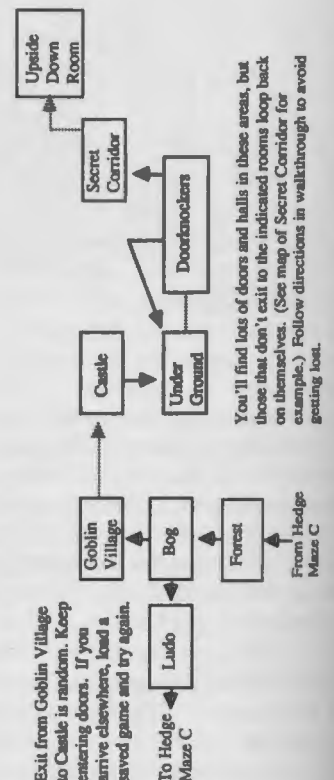 Exit from Goblin Village
to Castle is random. Keep
entering doors. If you
arrive elsewhere, load a
saved game and try again.
To Hedge
Maze C
Ludo
Goblin
Village
Bog
Forest
From Hedge
Maze C
Castle
Under
Ground
Doorknockers
Secret
Corridor
Upside
Down
Room
You'll find lots of doors and halls in these areas, but
those that don't exit to the indicated rooms loop back
on themselves. (See map of Secret Corridor for
example.) Follow directions in walkthrough to avoid
getting lost.